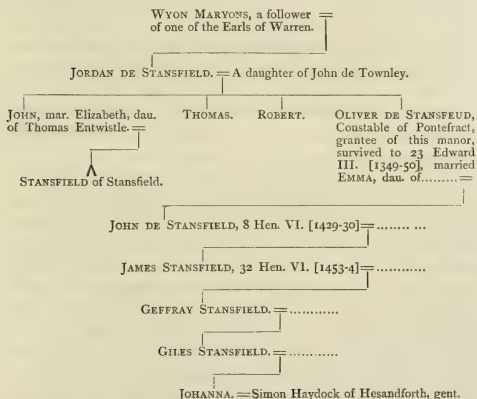 WYON MARYONS, a follower =
of one of the Earls of Warren.
JORDAN DE STANSFIELD. = A daughter of John de Townley.
JOHN, mar. Elizabeth, dau.
of Thomas Entwistle. =
STANSFIELD of Stansfield.
THOMAS.
ROBERT.
OLIVER DE STANSFEUD,
Constable of Pontefract,
grantee of this manor,
survived to 23 Edward
III. [1349-50], married
EMMA, dau. of......... =
JOHN DE STANSFIELD, 8 Hen. VI. [1429-30] = ........ ...
JAMES STANSFIELD, 32 Hen. VI. [1453-4] = ............
GEFFRAY STANSFIELD. = ............
GILES STANSFIELD. = ............
JOHANNA. = Simon Haydock of Hesandforth, gent.